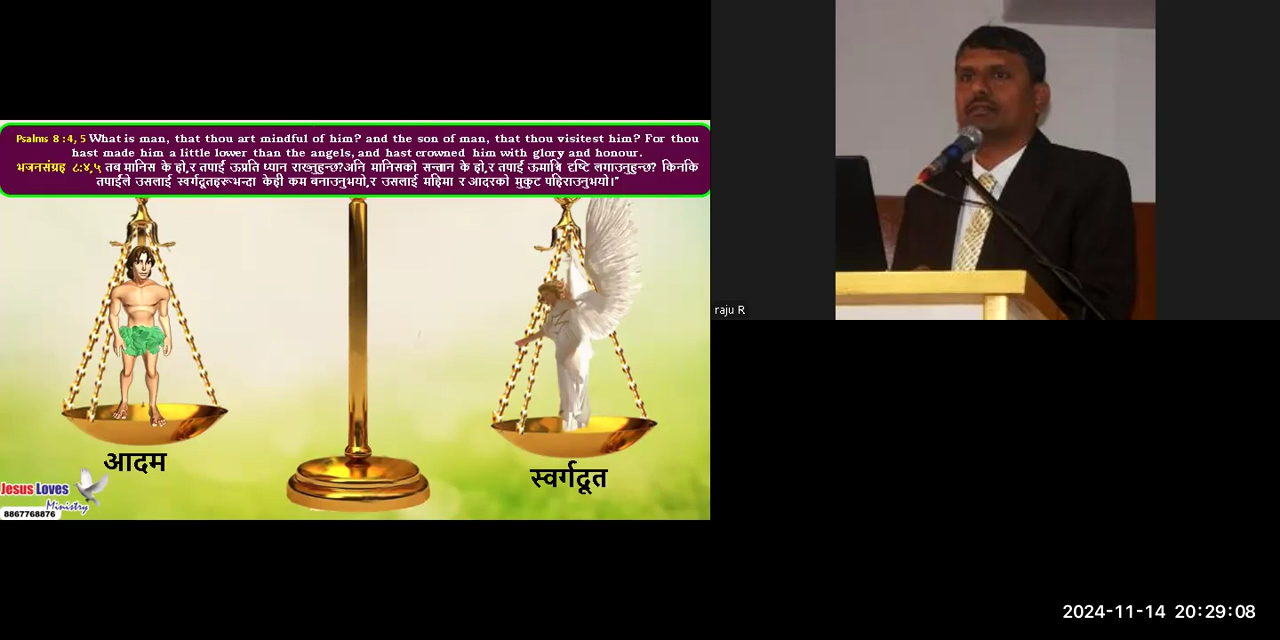 Psalms 8 :4, 5 What is man, that thou art mindful of him? and the son of man, that thou visitest him? For thou
hast made him a little lower than the angels, and hast crowned him with glory and honour.
भजनसंग्रह ८:४,५ तब मानिस के हो,र तपाईं ऊप्रति ध्यान राख्नुहुन्छ?अनि मानिसको सन्तान के हो,र तपाईं ऊमाथि दृष्टि लगाउनुहुन्छ? किनकि
तपाईंले उसलाई स्वर्गदूतहरूभन्दा केही कम बनाउनुभयो,र उसलाई महिमा र आदरको मुकुट पहिराउनुभयो।”
raju R
आदम
स्वर्गदूत
Jesus Loves
Ministry
8867768876
2024-11-14 20:29:08